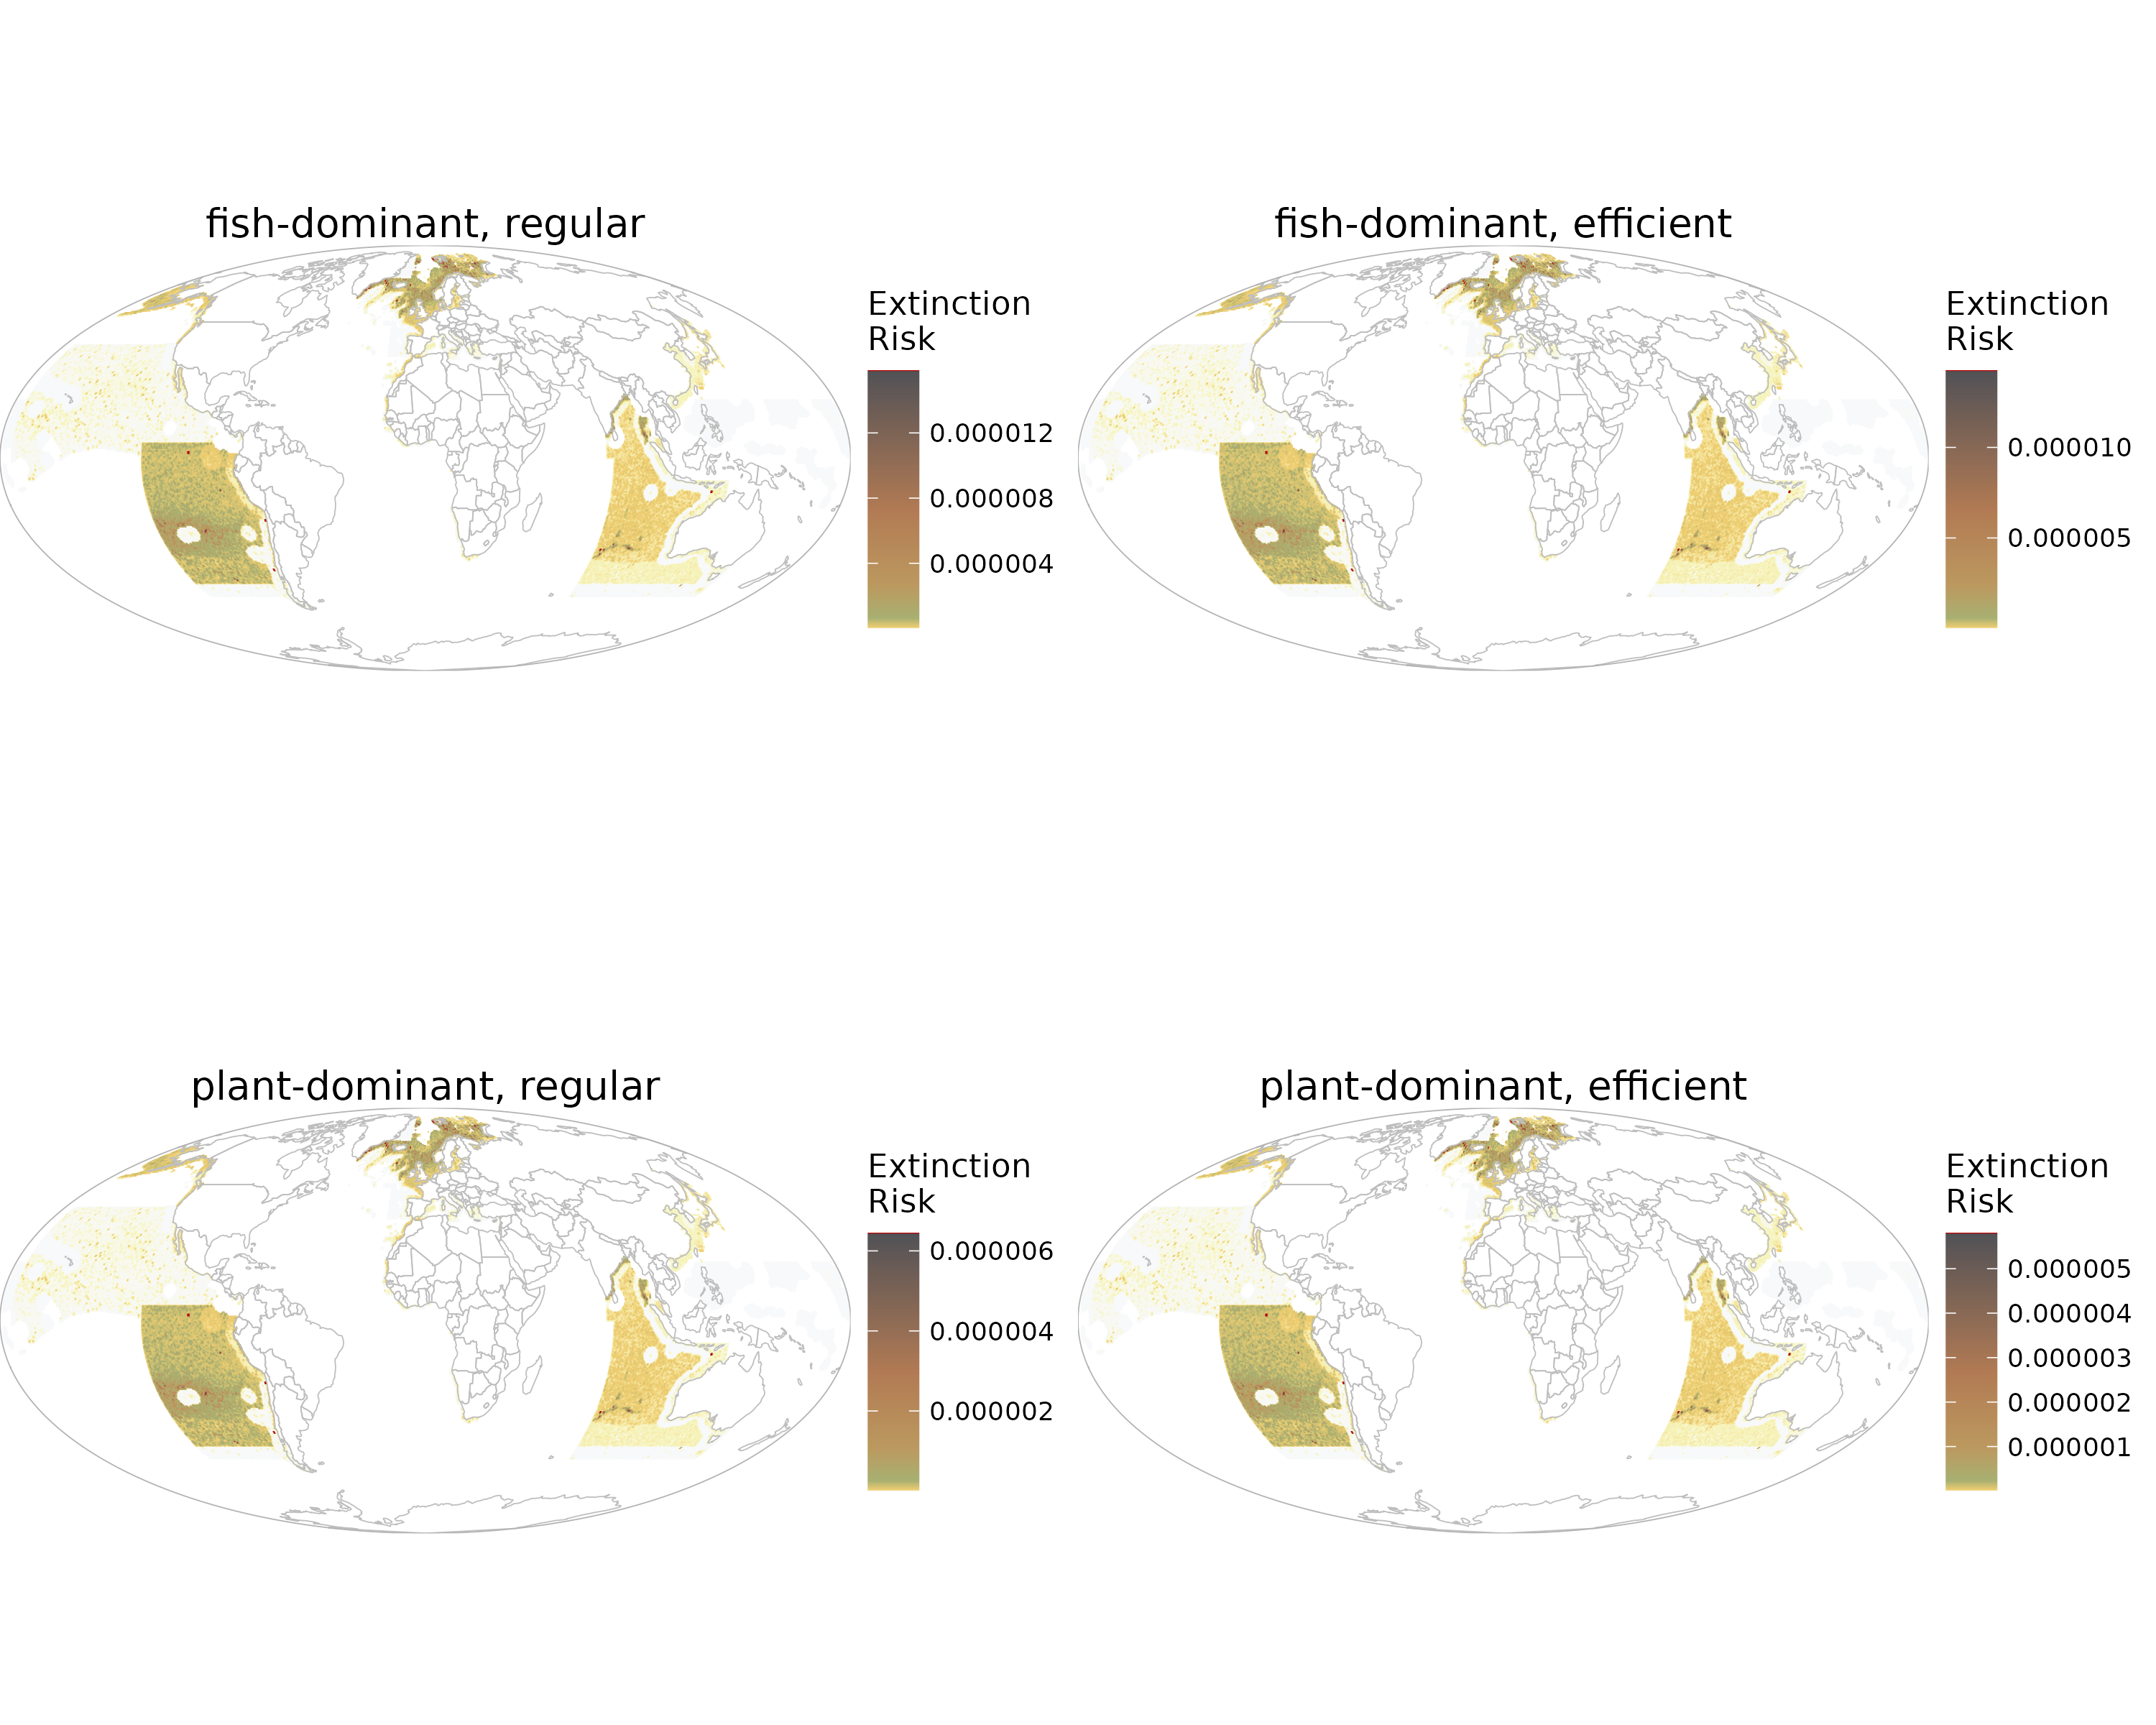 fish-dominant, regular
Extinction
Risk
0.000012
0.000008
0.000004
fish-dominant, efficient
Extinction
Risk
0.000010
0.000005
plant-dominant, regular
Extinction
Risk
0.000006
0.000004
0.000002
plant-dominant, efficient
Extinction
Risk
0.000005
0.000004
0.000003
0.000002
0.000001